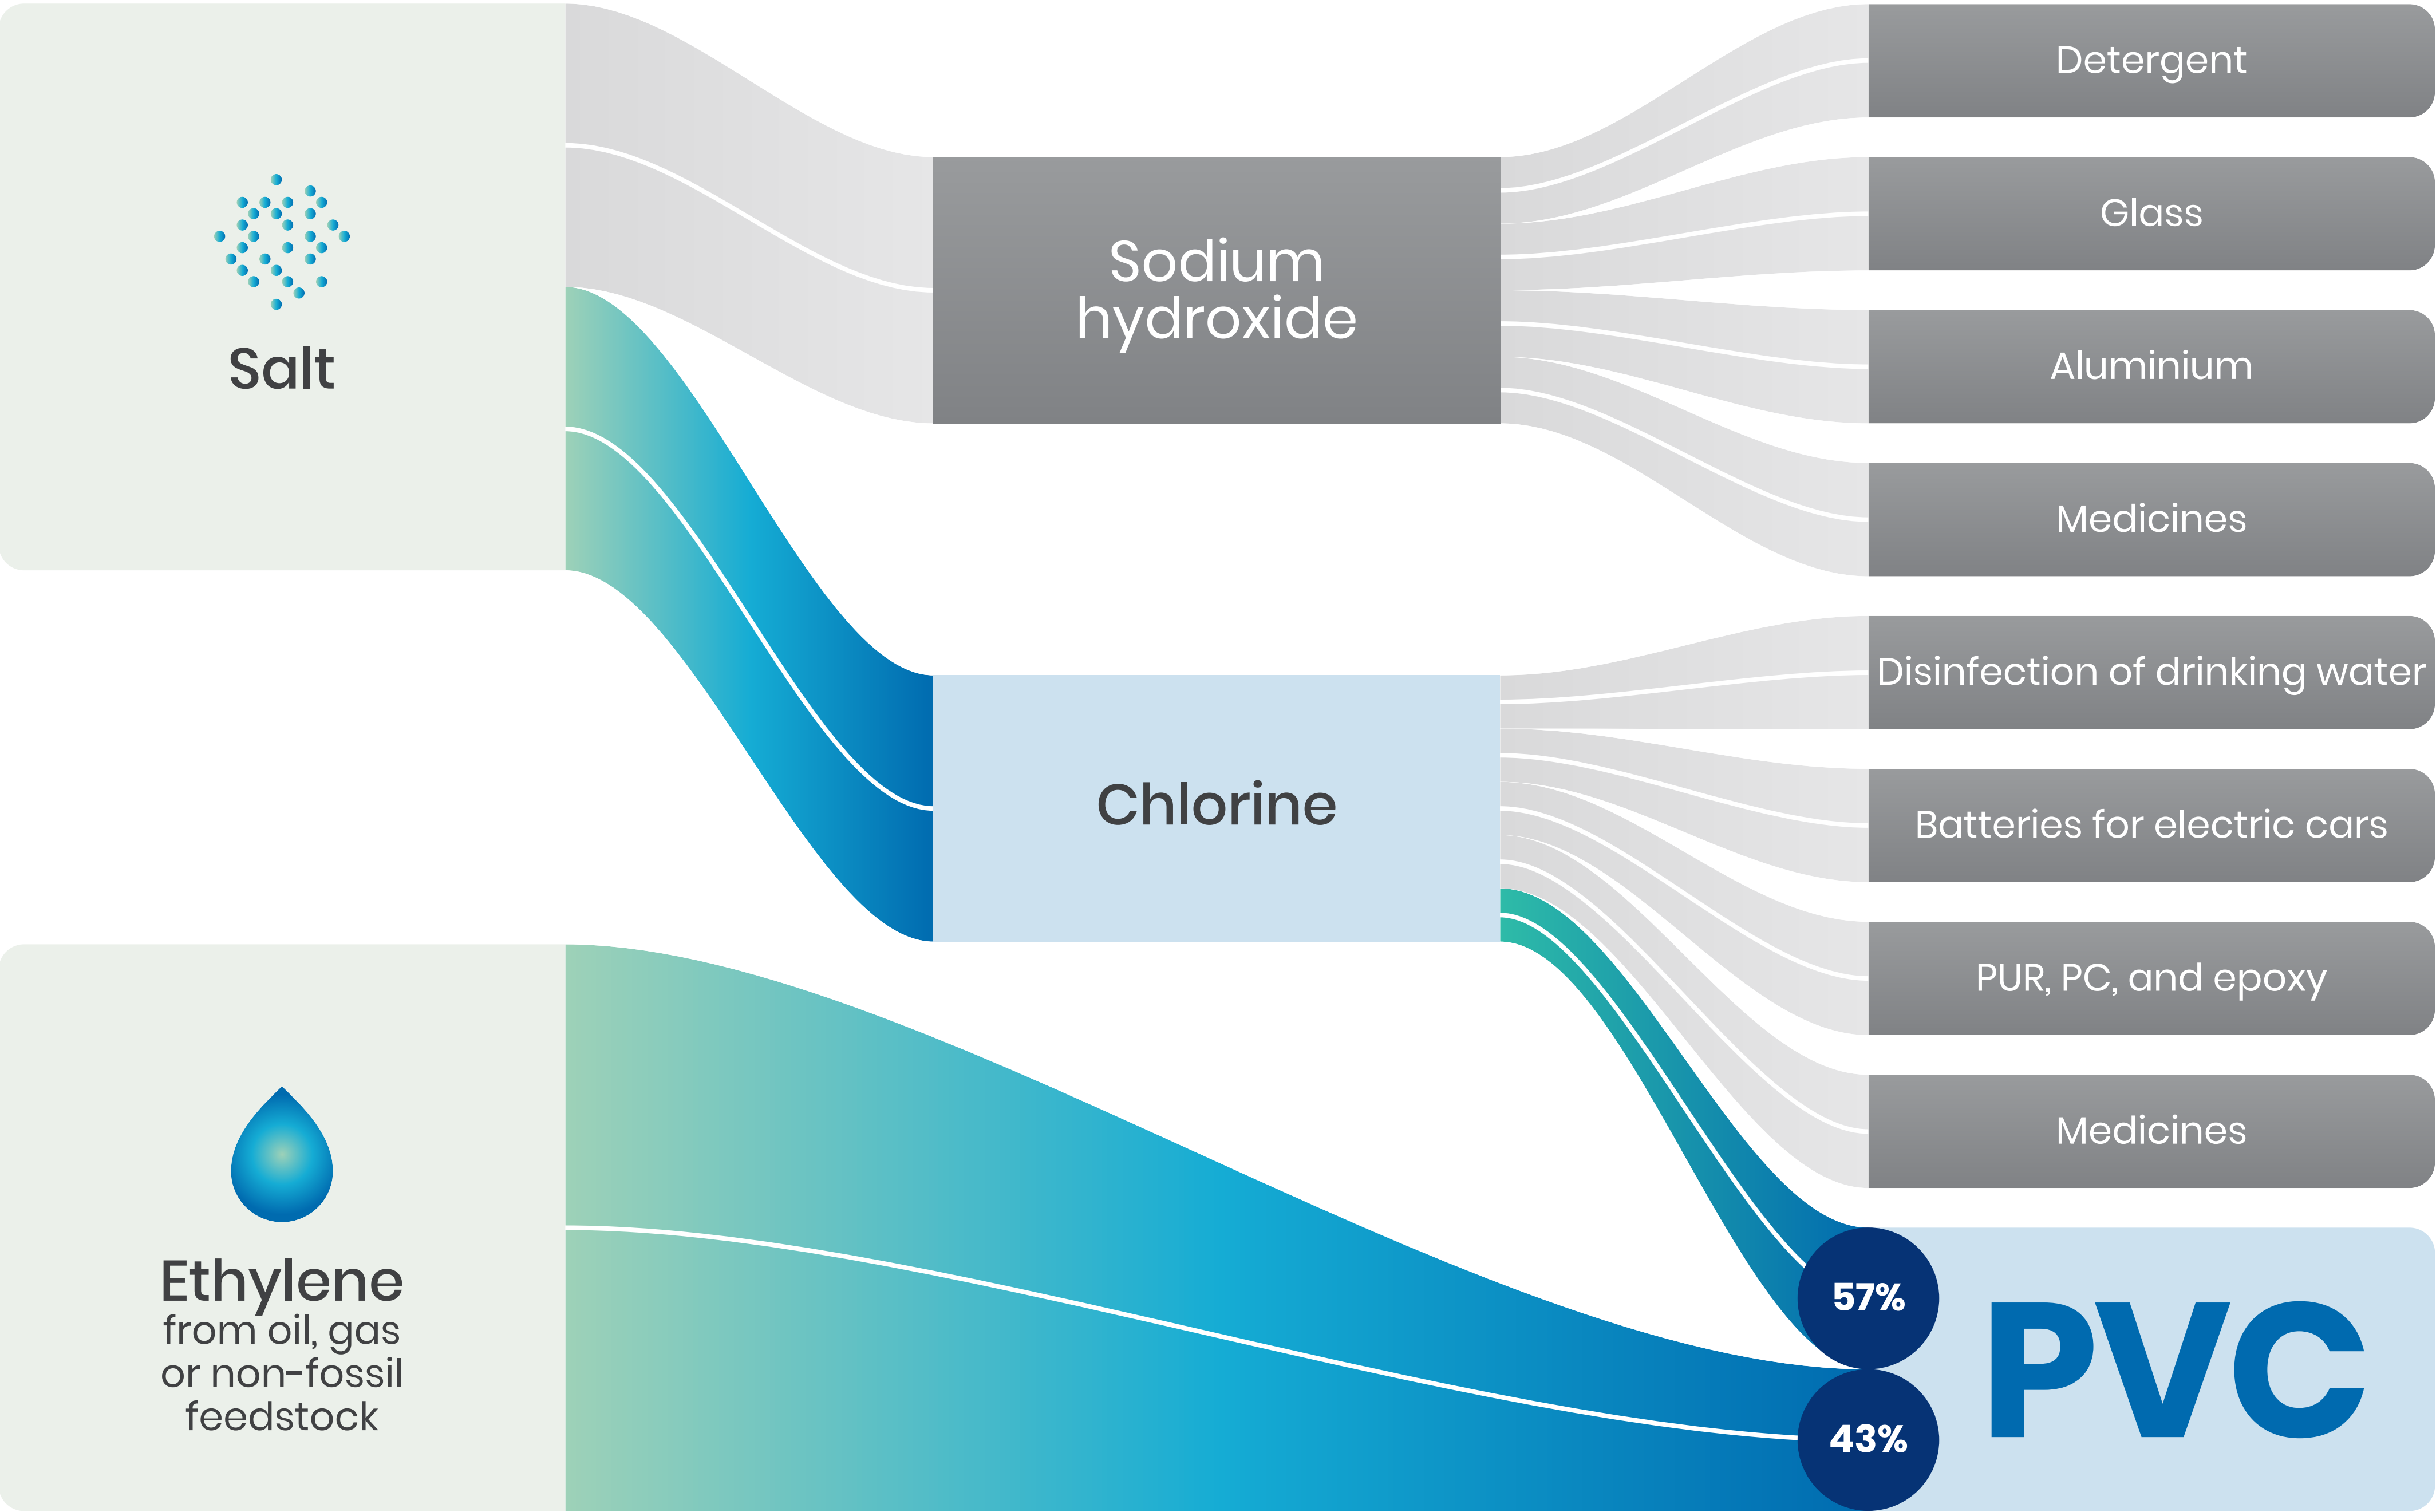 Salt
Ethylene
from oil, gas
or non-fossil
feedstock
Sodium
hydroxide
Chlorine
Detergent
Glass
Aluminium
Medicines
Disinfection of drinking water
Batteries for electric cars
PUR, PC, and epoxy
Medicines
57%
43%
PVC